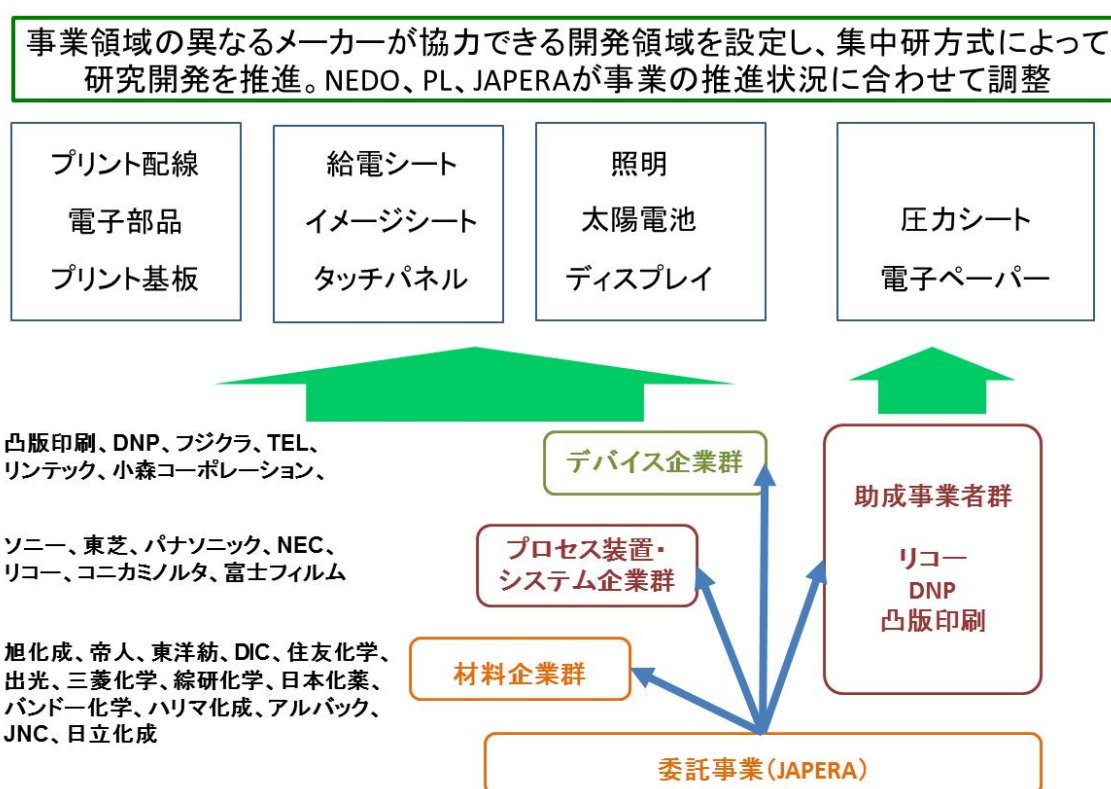 事業領域の異なるメーカーが協力できる開発領域を設定し、集中研方式によって
研究開発を推進。NEDO、PL、JAPERAが事業の推進状況に合わせて調整
プリント配線
電子部品
プリント基板
給電シート
イメージシート
タッチパネル
照明
太陽電池
ディスプレイ
圧力シート
電子ペーパー
凸版印刷、DNP、フジクラ、TEL、
リンテック、小森コーポレーション、
デバイス企業群
ソニー、東芝、パナソニック、NEC、
リコー、コニカミノルタ、富士フィルム
プロセス装置・
システム企業群
旭化成、帝人、東洋紡、DIC、住友化学、
出光、三菱化学、綜研化学、日本化薬、
バンドー化学、ハリマ化成、アルバック、
JNC、日立化成
材料企業群
助成事業者群
リコー
DNP
凸版印刷
委託事業(JAPERA)